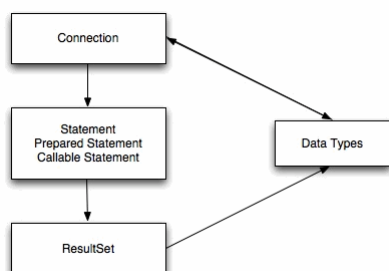 Connection
Statement
Prepared Statement
Callable Statement
Data Types
ResultSet